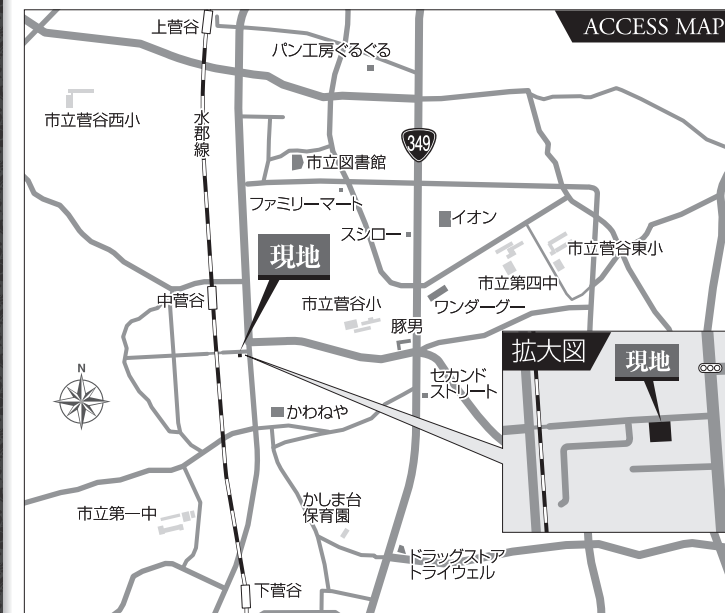 ACCESS MAP
上菅谷
パン工房ぐるぐる
市立菅谷西小
水郡線
349
市立図書館
ファミリーマート
スシロー
イオン
市立菅谷東小
現地
市立第四中
中菅谷
市立菅谷小
ワンダーグー
豚男
拡大図
現地
N
セカンド
ストリート
かわねや
市立第一中
かしま台
保育園
ドラッグストア
トライウェル
下菅谷